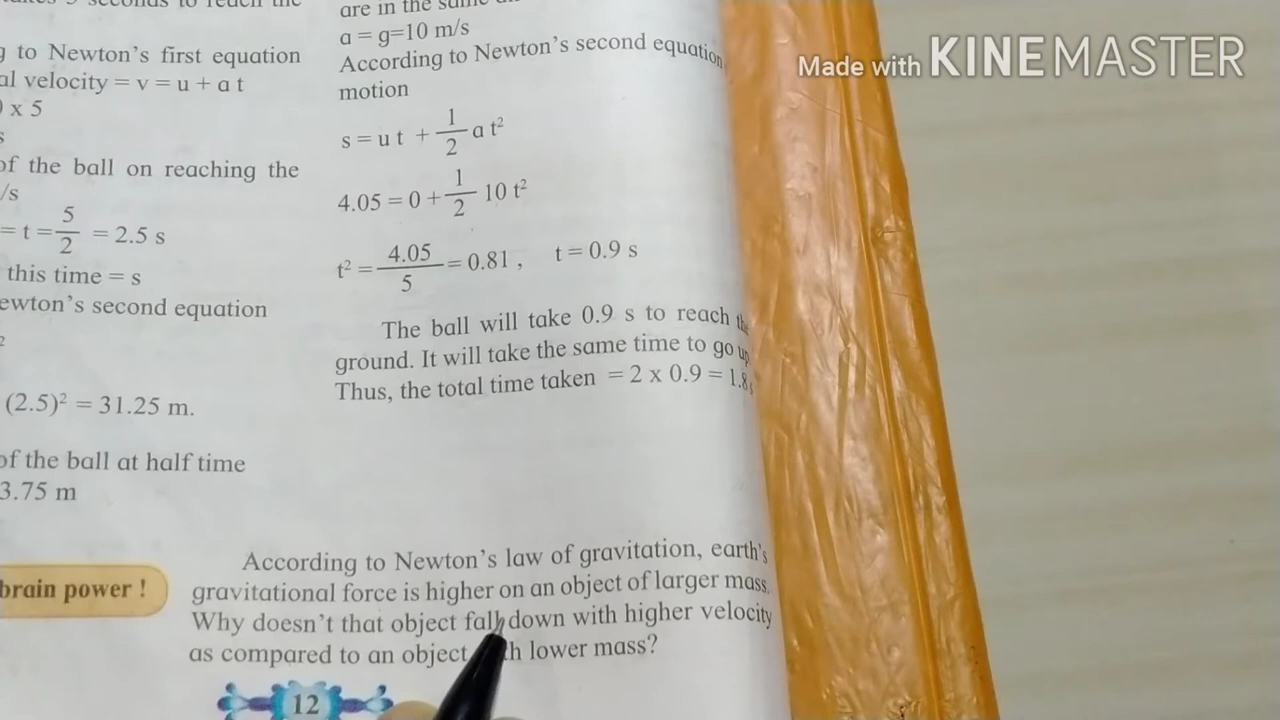 are in the
a = g=10 m/s
According to Newton's second equation
motion
s = u t + 1/2 a t²
4.05 = 0 + 1/2 10 t²
t² = 4.05/5 = 0.81 , t = 0.9 s
The ball will take 0.9 s to reach the
ground. It will take the same time to go up
Thus, the total time taken = 2 x 0.9 = 1.8 s
to Newton's first equation
velocity = v = u + a t
x 5
of the ball on reaching the
/s
= t = 5/2 = 2.5 s
this time = s
second equation
2
(2.5)² = 31.25 m.
of the ball at half time
3.75 m
brain power !
According to Newton's law of gravitation, earth's
gravitational force is higher on an object of larger mass.
Why doesn't that object fall down with higher velocity
as compared to an object lower mass?
12
Made with KINEMASTER